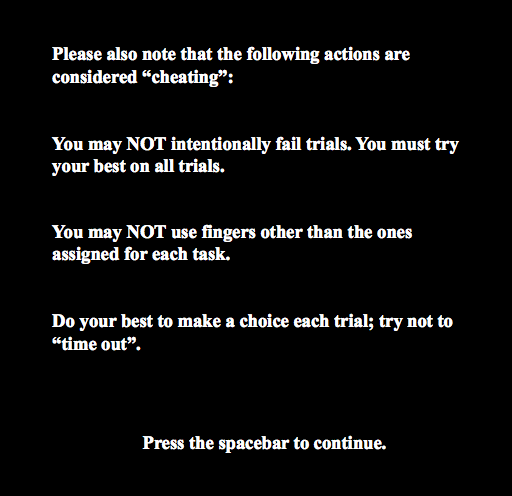 Please also note that the following actions are
considered “cheating”:
You may NOT intentionally fail trials. You must try
your best on all trials.
You may NOT use fingers other than the ones
assigned for each task.
Do your best to make a choice each trial; try not to
“time out”.
Press the spacebar to continue.